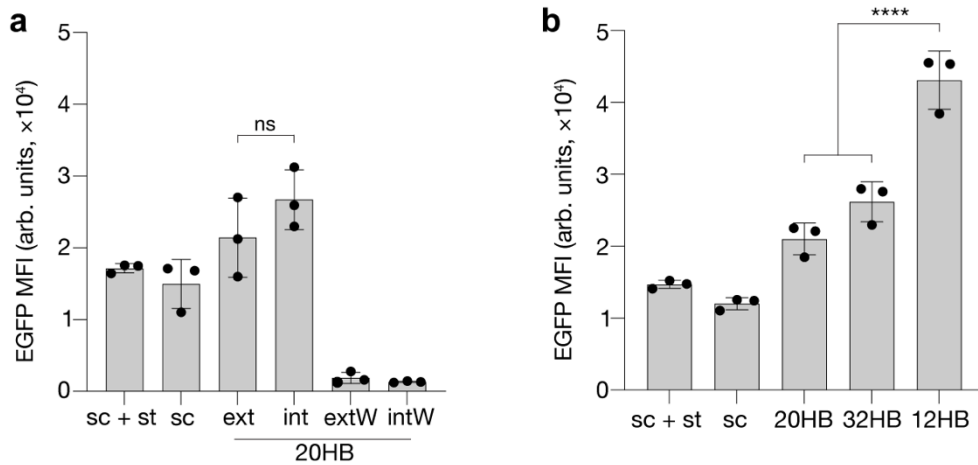 a
EGFP MFI (arb. units, ×10⁴)
5
4
3
2
1
0
ns
sc + st sc ext int extW intW
20HB
b
EGFP MFI (arb. units, ×10⁴)
5
4
3
2
1
0
****
sc + st sc 20HB 32HB 12HB